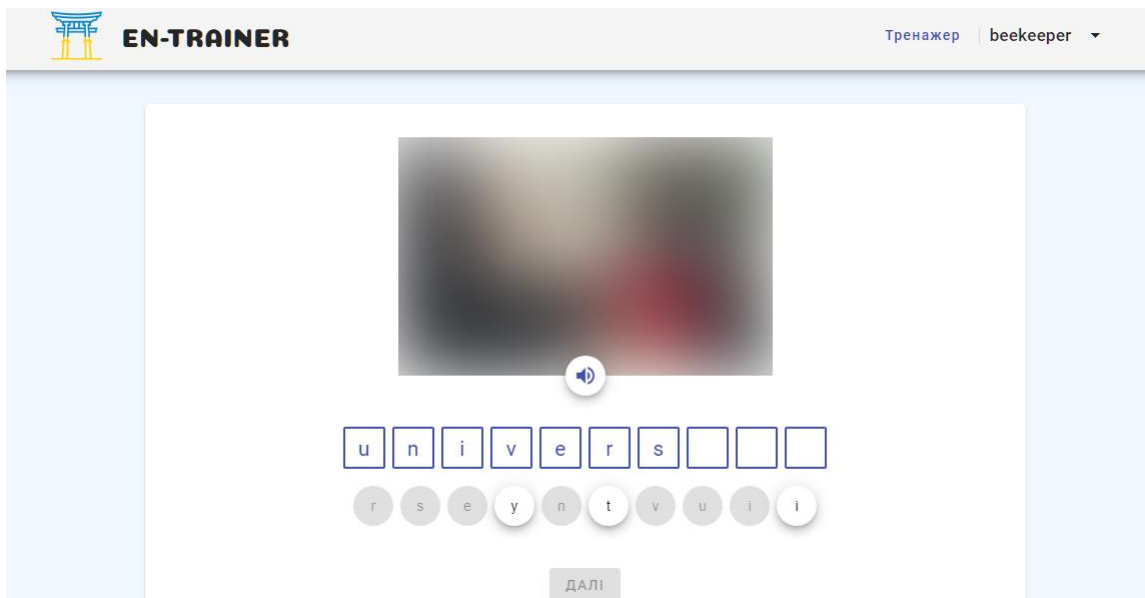 EN-TRAINER
Тренажер beekeeper
u n i v e r s
r s e y n t v u i i
ДАЛІ